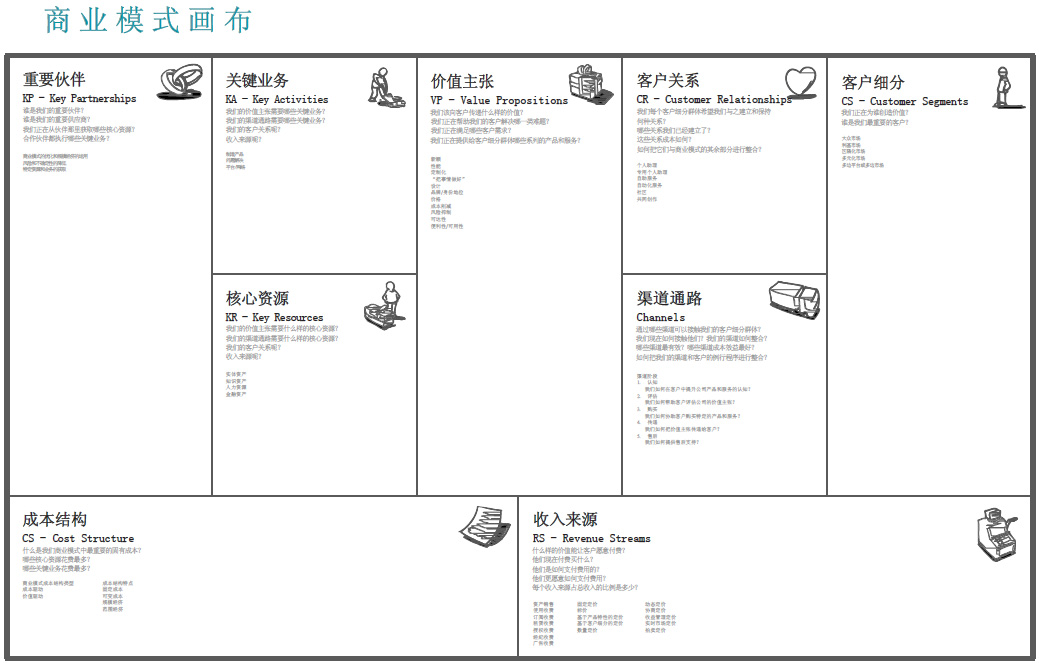 商业模式画布
重要伙伴
KP - Key Partnerships
谁是我们的重要伙伴？
谁是我们的重要供应商？
我们正在从伙伴那里获取哪些核心资源？
合作伙伴都执行哪些关键业务？
关键业务
KA - Key Activities
我们的价值主张需要哪些关键业务？
我们的渠道通路需要哪些关键业务？
我们的客户关系呢？
收入来源呢？
制造产品
问题解决
平台/网络
核心资源
KR - Key Resources
我们的价值主张需要什么样的核心资源？
我们的渠道通路需要什么样的核心资源？
我们的客户关系呢？
收入来源呢？
实体资产
知识资产
人力资源
金融资产
价值主张
VP - Value Propositions
我们该向客户传递什么样的价值？
我们正在帮助我们的客户解决哪一类难题？
我们正在满足哪些客户需求？
我们正在提供给客户细分群体哪些系列的产品和服务？
新颖
性能
定制化
“把事情做好”
设计
品牌/身份地位
价格
成本削减
风险抑制
可达性
便利性/可用性
客户关系
CR - Customer Relationships
我们每个客户细分群体希望我们与之建立和保持
何种关系？
哪些关系我们已经建立了？
这些关系成本如何？
如何把它们与商业模式的其余部分进行整合？
个人助理
专用个人助理
自助服务
自动化服务
社区
共同创作
渠道通路
Channels
通过哪些渠道可以接触我们的客户细分群体？
我们现在如何接触他们？我们的渠道如何整合？
哪些渠道最有效？哪些渠道成本效益最好？
如何把我们的渠道和客户的例行程序进行整合？
渠道阶段
1. 认知
我们如何在客户中提升公司产品和服务的认知？
2. 评估
我们如何帮助客户评估公司的价值主张？
3. 购买
我们如何协助客户购买特定的产品和服务？
4. 传递
我们如何把价值主张传递给客户？
5. 售后
我们如何提供售后支持？
客户细分
CS - Customer Segments
我们正在为谁创造价值？
谁是我们最重要的客户？
大众市场
利基市场
区隔化市场
多元化市场
多边平台或多边市场
成本结构
CS - Cost Structure
什么是我们商业模式中最重要的固有成本？
哪些核心资源花费最多？
哪些关键业务花费最多？
商业模式成本结构类型
成本驱动
价值驱动
成本结构特点
固定成本
可变成本
规模经济
范围经济
收入来源
RS - Revenue Streams
什么样的价值能让客户愿意付费？
他们现在付费买什么？
他们是如何支付费用的？
他们更愿意如何支付费用？
每个收入来源占总收入的比例是多少？
资产销售
使用收费
订阅收费
租赁收费
授权收费
经纪收费
广告收费
固定定价
标价
基于产品特性的定价
基于客户细分的定价
数量定价
动态定价
协商定价
收益管理定价
实时市场定价
拍卖定价